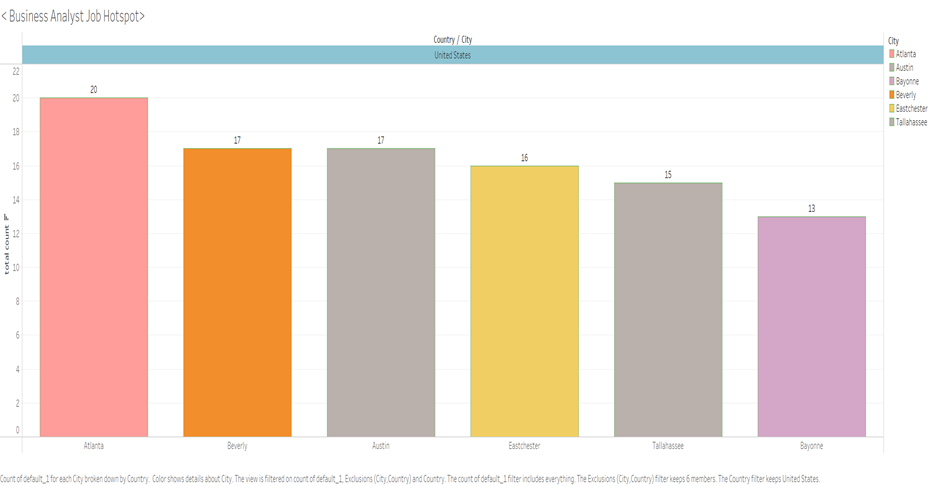 < Business Analyst Job Hotspot>
Country / City
United States
City
Atlanta
Austin
Bayonne
Beverly
Eastchester
Tallahassee
total count
22
20
18
16
14
12
10
8
6
4
2
0
20
17
17
16
15
13
Atlanta
Beverly
Austin
Eastchester
Tallahassee
Bayonne
Count of default_1 for each City broken down by Country. Color shows details about City. The view is filtered on count of default_1, Exclusions (City,Country) and Country. The count of default_1 filter includes everything. The Exclusions (City,Country) filter keeps 6 members. The Country filter keeps United States.